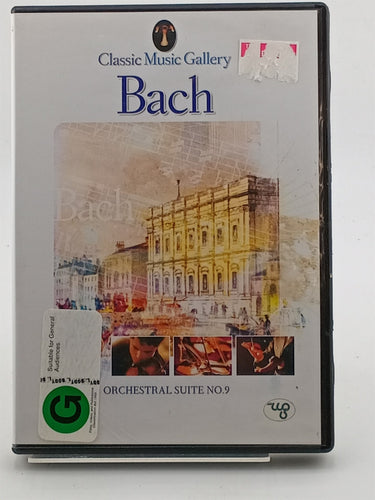 Classic Music Gallery
Bach
Bach
Suitable for General
Audiences
G
ORCHESTRAL SUITE NO.9